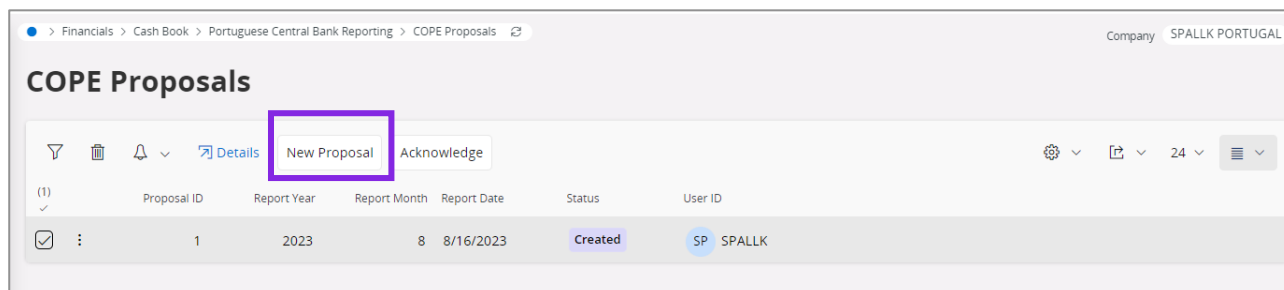 > Financials > Cash Book > Portuguese Central Bank Reporting > COPE Proposals
Company SPALLK PORTUGAL
COPE Proposals
Details New Proposal Acknowledge 24
(1) Proposal ID Report Year Report Month Report Date Status User ID
1 2023 8 8/16/2023 Created SP SPALLK